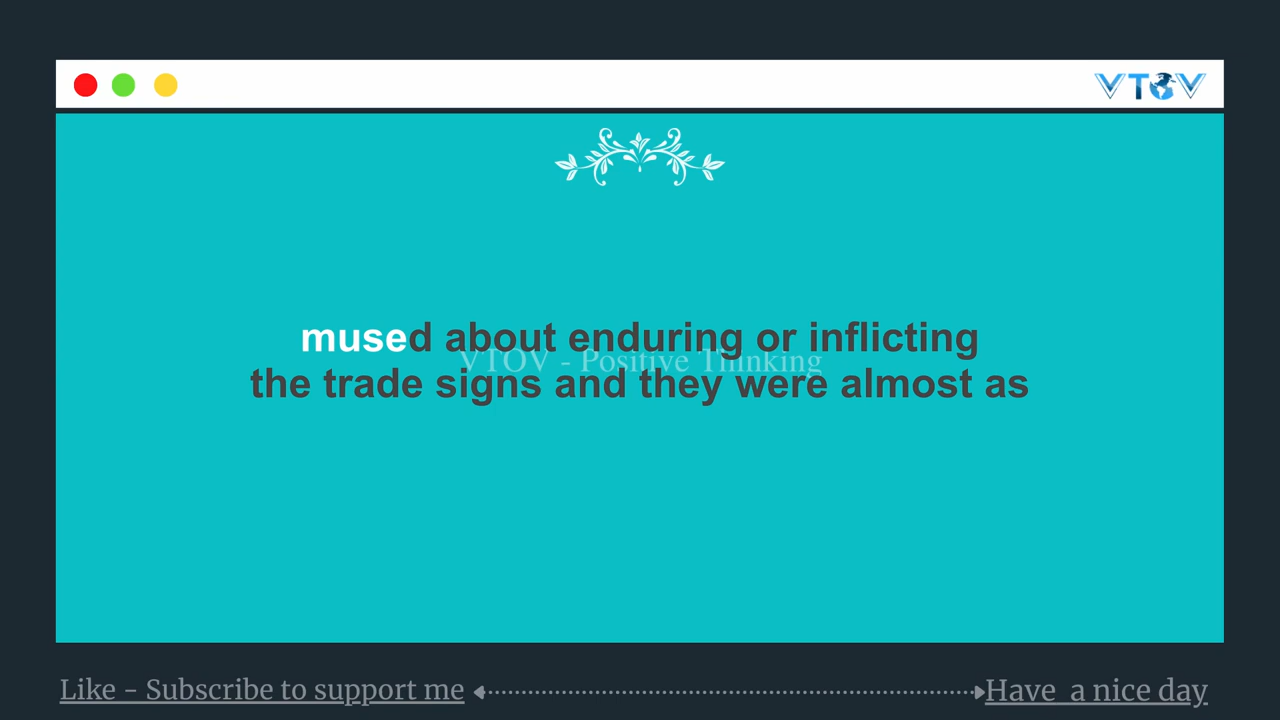 VTOV
mused about enduring or inflicting
VTOV - Positive Thinking
the trade signs and they were almost as
Like - Subscribe to support me
Have a nice day